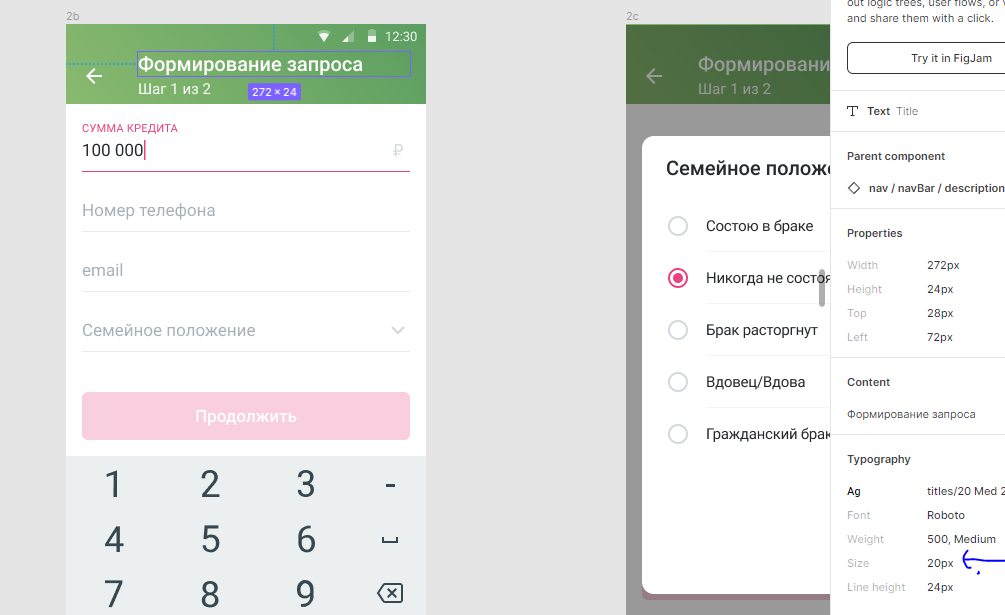 2b
12:30
Формирование запроса
Шаг 1 из 2
272 × 24
СУММА КРЕДИТА
100 000
₽
Номер телефона
email
Семейное положение
Продолжить
1 2 3 -
4 5 6
7 8 9
2c
Формировани
Шаг 1 из 2
Семейное полож
Состою в браке
Никогда не состоя
Брак расторгнут
Вдовец/Вдова
Гражданский брак
out logic trees, user flows, or
and share them with a click.
Try it in FigJam
Text Title
Parent component
nav / navBar / description
Properties
Width 272px
Height 24px
Top 28px
Left 72px
Content
Формирование запроса
Typography
Ag titles/20 Med 2
Font Roboto
Weight 500, Medium
Size 20px
Line height 24px